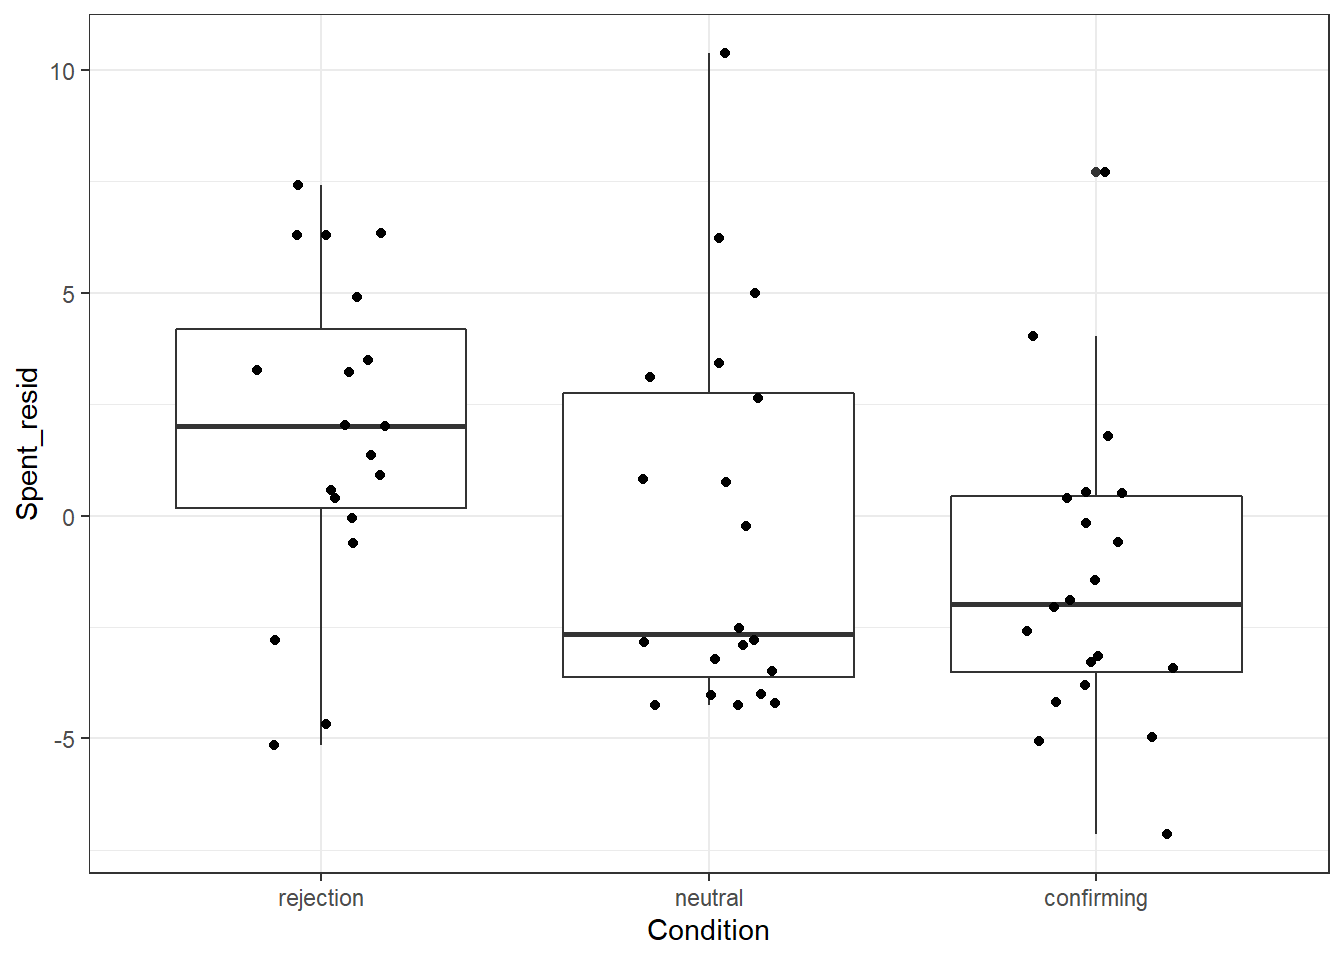 10
5
0
-5
Spent_resid
rejection
neutral
confirming
Condition